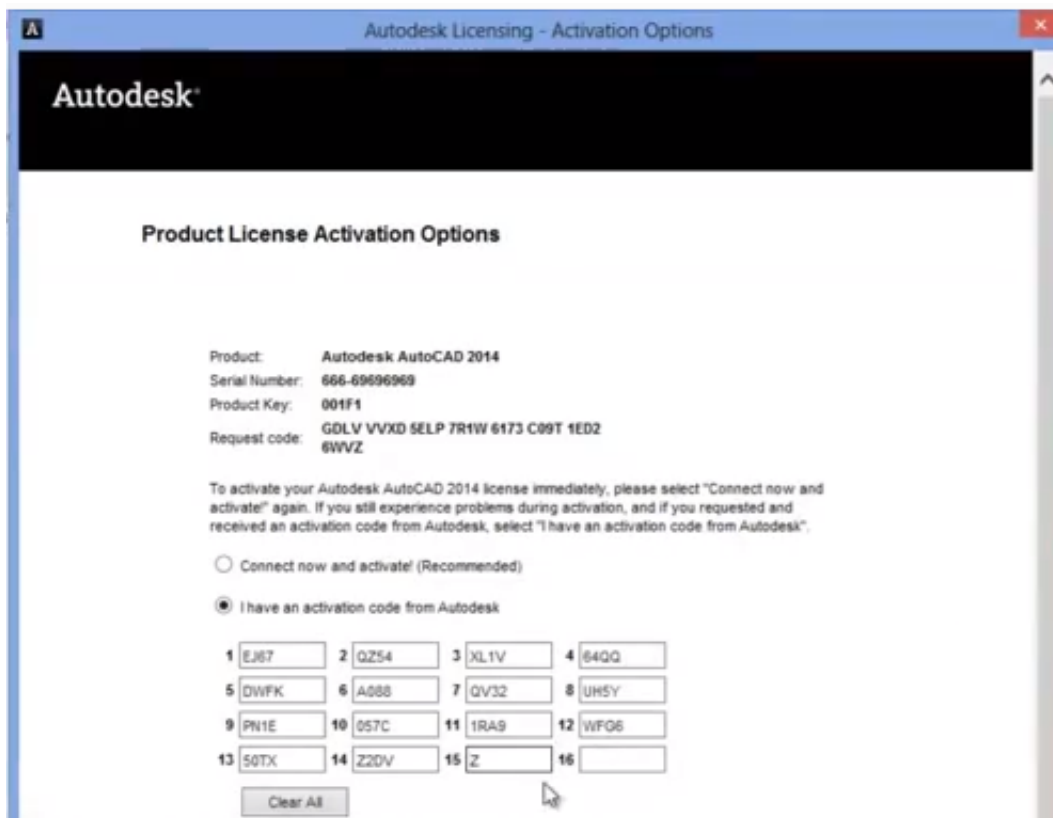 Autodesk Licensing - Activation Options
Autodesk
Product License Activation Options
Product: Autodesk AutoCAD 2014
Serial Number: 666-69696969
Product Key: 001F1
Request code: GDLV VVXD 5ELP 7R1W 6173 C09T 1ED2
6WVZ
To activate your Autodesk AutoCAD 2014 license immediately, please select "Connect now and
activate!" again. If you still experience problems during activation, and if you requested and
received an activation code from Autodesk, select "I have an activation code from Autodesk".
Connect now and activate! (Recommended)
I have an activation code from Autodesk
1 EJ67 2 QZ54 3 XL1V 4 64QQ
5 DWFK 6 A088 7 QV32 8 UH5Y
9 PN1E 10 057C 11 1RA9 12 WFG6
13 50TX 14 Z2DV 15 Z 16
Clear All